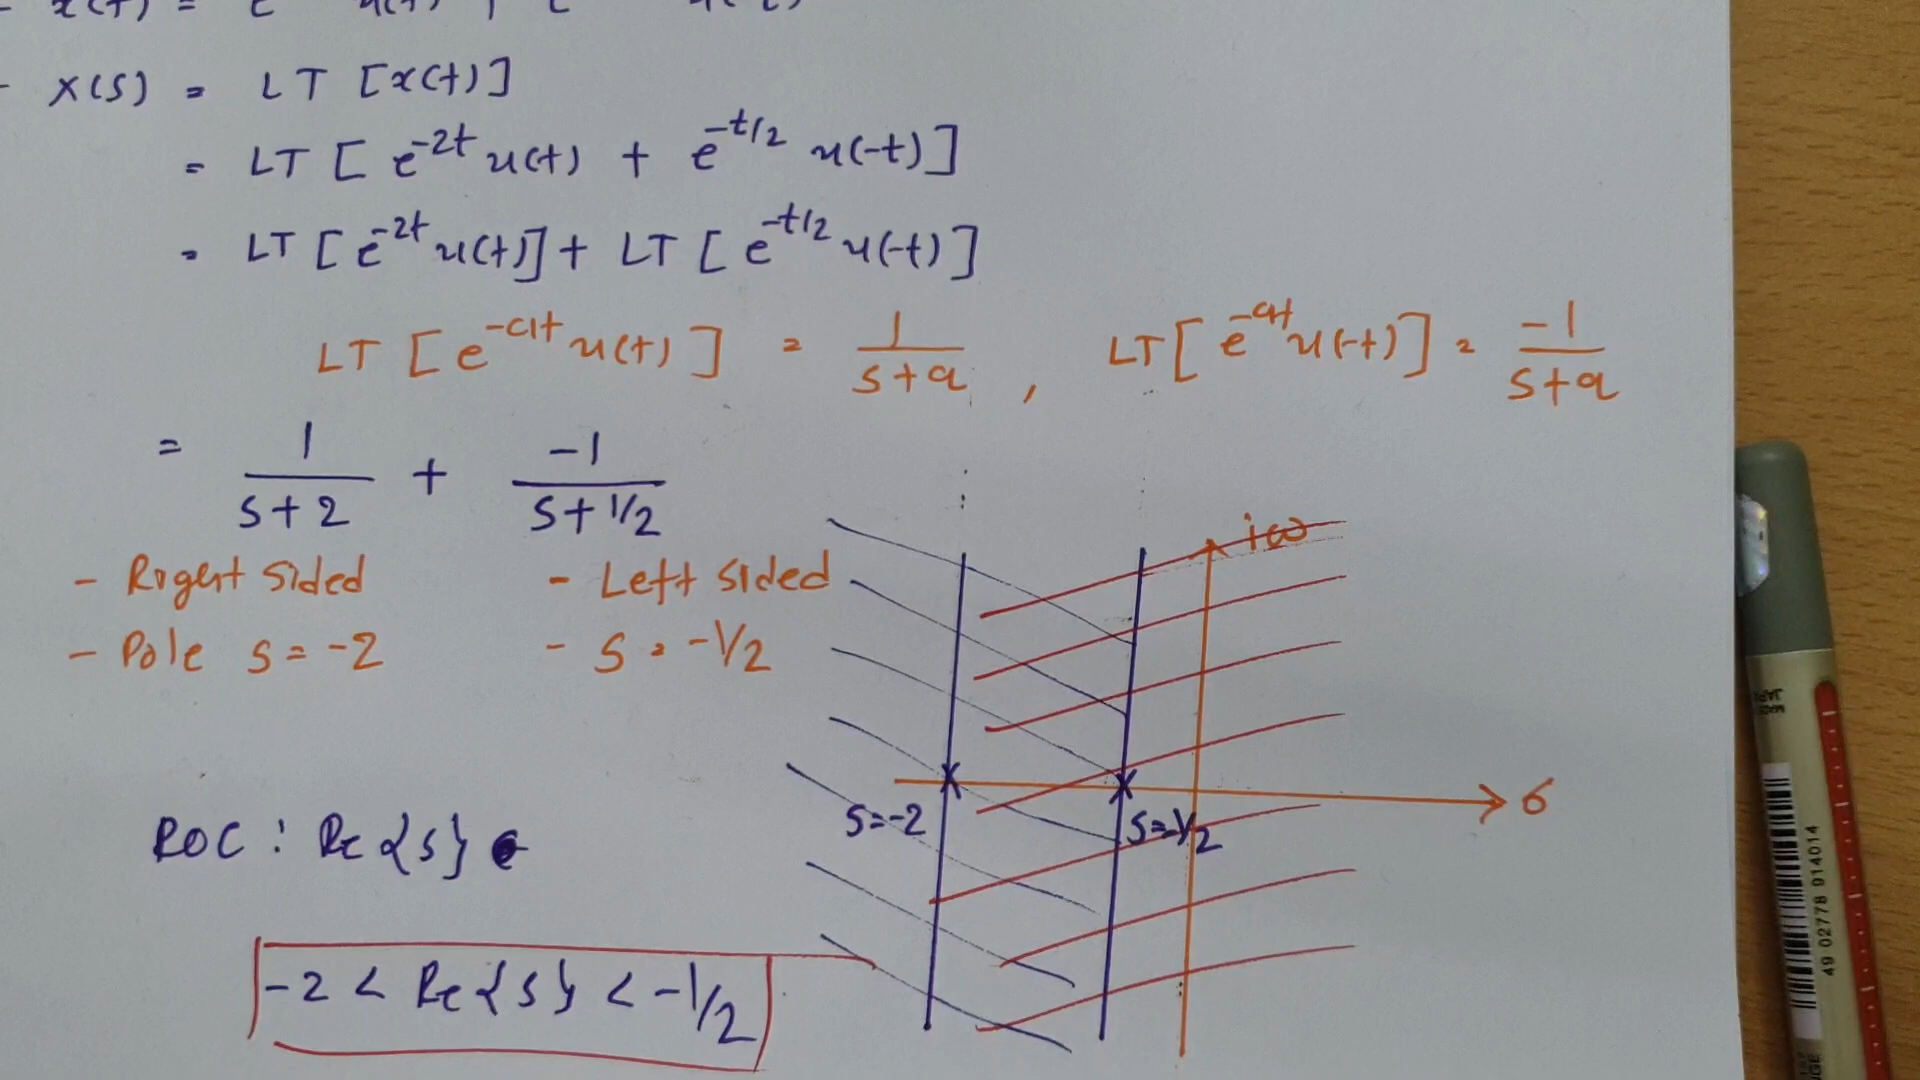 x(t) = e u(t) + e u(-t)
- X(S) = LT [x(t)]
= LT [ e^-2t u(t) + e^-t/2 u(-t) ]
= LT [ e^-2t u(t) ] + LT [ e^-t/2 u(-t) ]
LT [ e^-at u(t) ] = 1/(s+a) , LT [ e^-at u(-t) ] = -1/(s+a)
= 1/(S+2) + -1/(S+1/2)
- Rigert sided - Left sided
- Pole S = -2 - S = -1/2
jω
σ
S=-2
S=-1/2
ROC : Re{S}
-2 < Re{S} < -1/2
49 02778 914014